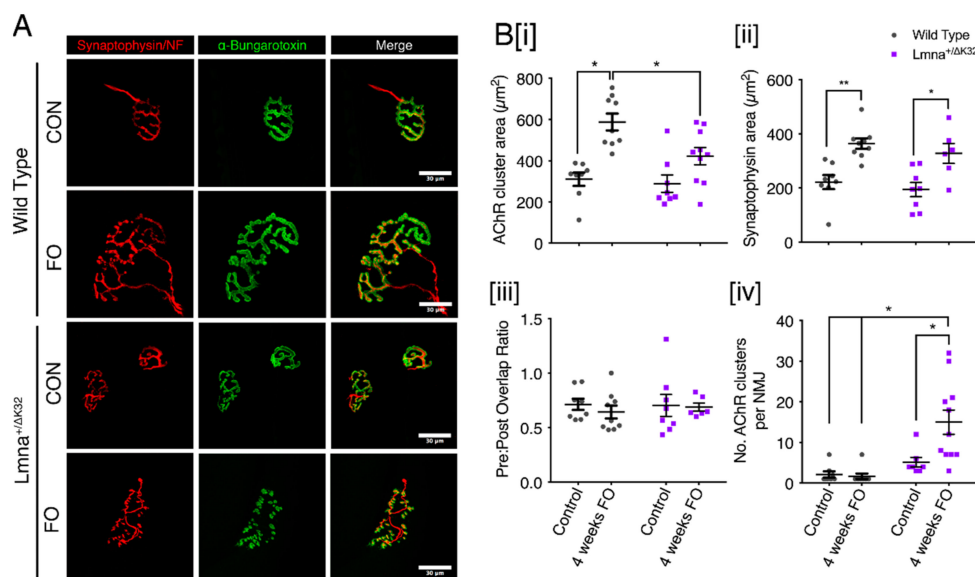 A
Synaptophysin/NF
α-Bungarotoxin
Merge
Wild Type
CON
30 μm
FO
30 μm
Lmna+/ΔK32
CON
30 μm
FO
30 μm
B[i]
AChR cluster area (μm2)
800
600
400
200
0
*
*
[ii]
Wild Type
Lmna+/ΔK32
Synaptophysin area (μm2)
600
400
200
0
**
*
[iii]
Pre:Post Overlap Ratio
1.5
1.0
0.5
0.0
Control
4 weeks FO
Control
4 weeks FO
[iv]
No. AChR clusters
per NMJ
40
30
20
10
0
*
*
Control
4 weeks FO
Control
4 weeks FO